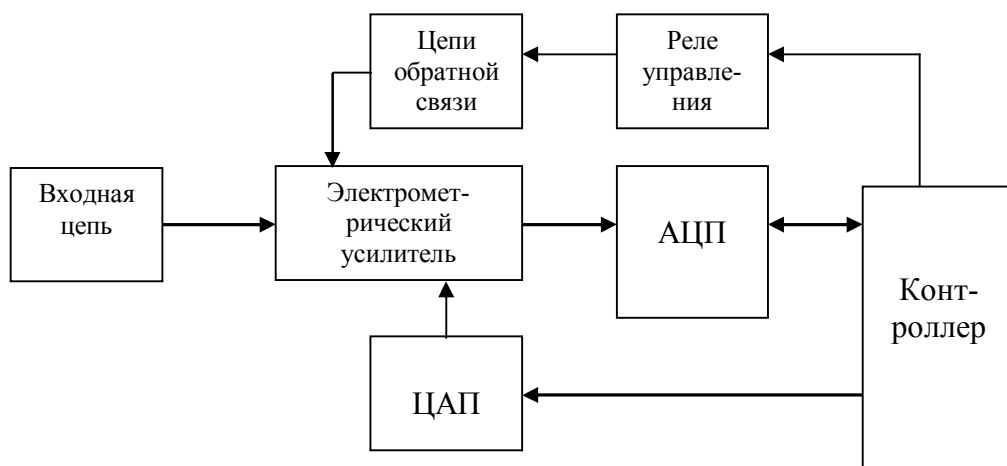 Цепи
обратной
связи
Реле
управле-
ния
Входная
цепь
Электромет-
рический
усилитель
АЦП
Конт-
роллер
ЦАП